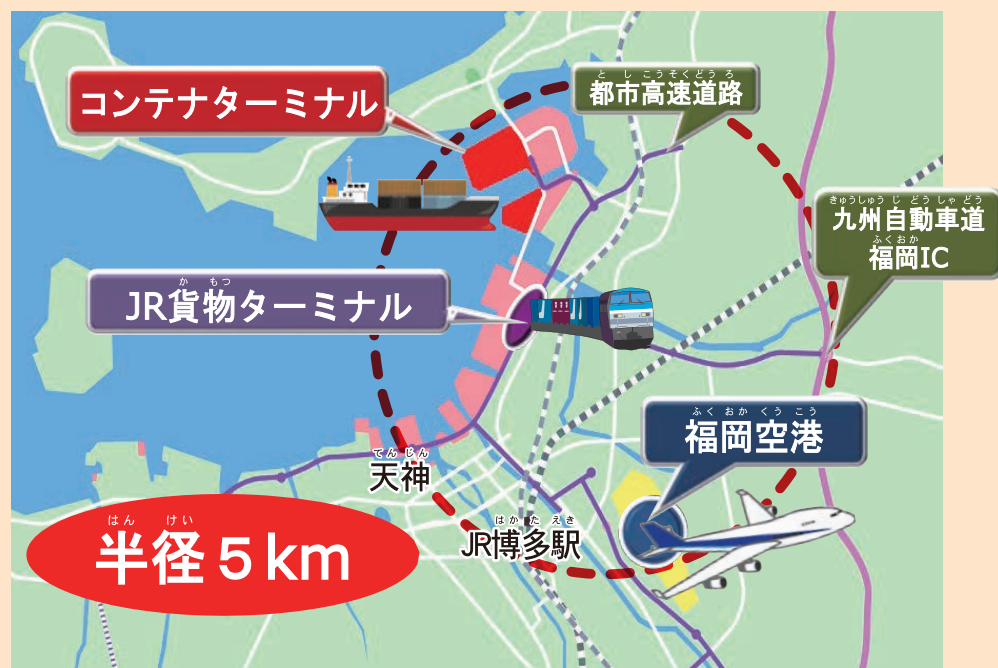 コンテナターミナル
としこうそくどうろ
都市高速道路
きゅうしゅうじどうしゃどう
九州自動車道
ふくおか
福岡IC
かもつ
JR貨物ターミナル
ふくおかくうこう
福岡空港
てんじん
天神
はかたえき
JR博多駅
はんけい
半径5km